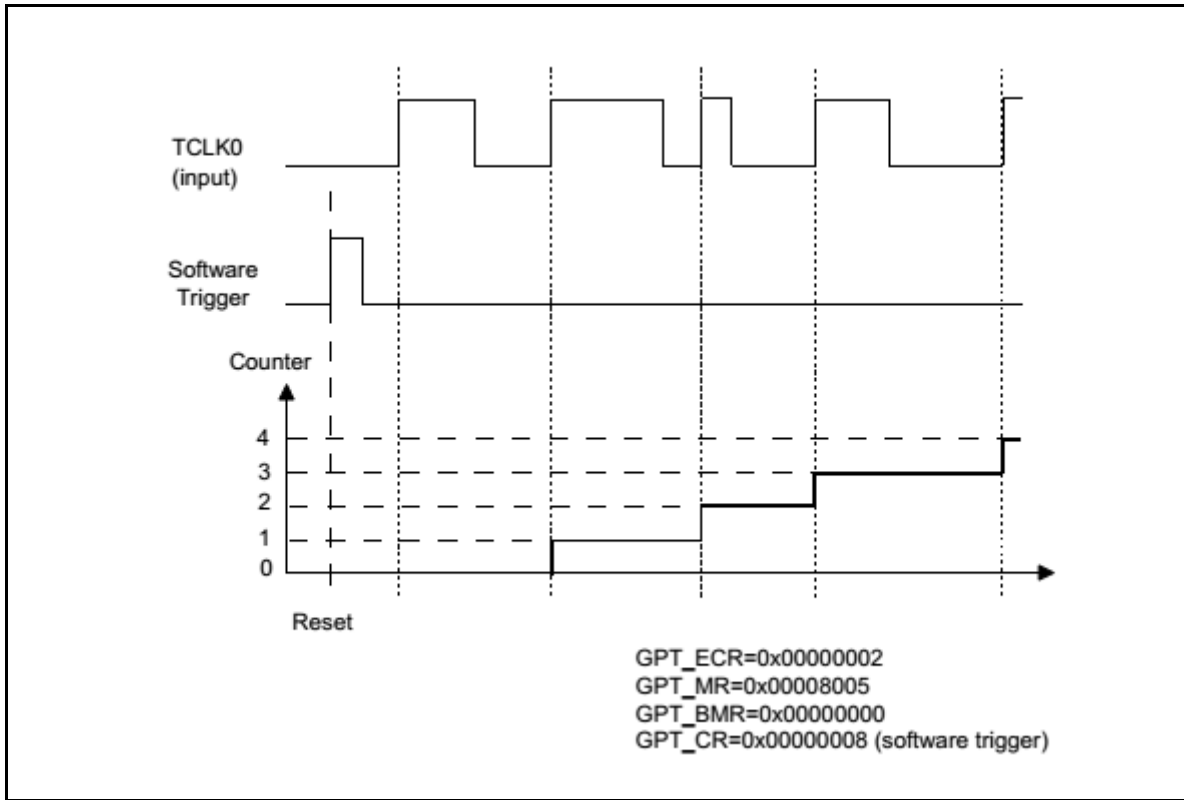 TCLK0
(input)
Software
Trigger
Counter
4
3
2
1
0
Reset
GPT_ECR=0x00000002
GPT_MR=0x00008005
GPT_BMR=0x00000000
GPT_CR=0x00000008 (software trigger)